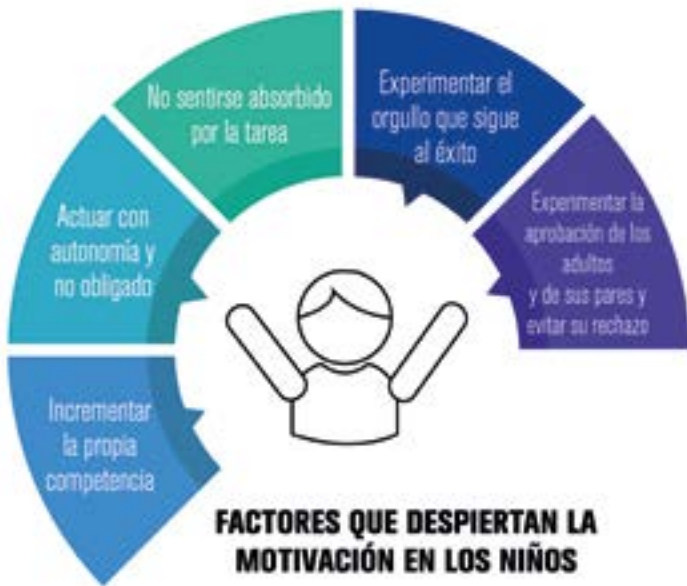 No sentirse absorbido
por la tarea
Experimentar el
orgullo que sigue
al éxito
Actuar con
autonomía y
no obligado
Experimentar la
aprobación de los
adultos
y de sus pares y
evitar su rechazo
Incrementar
la propia
competencia
FACTORES QUE DESPIERTAN LA
MOTIVACIÓN EN LOS NIÑOS